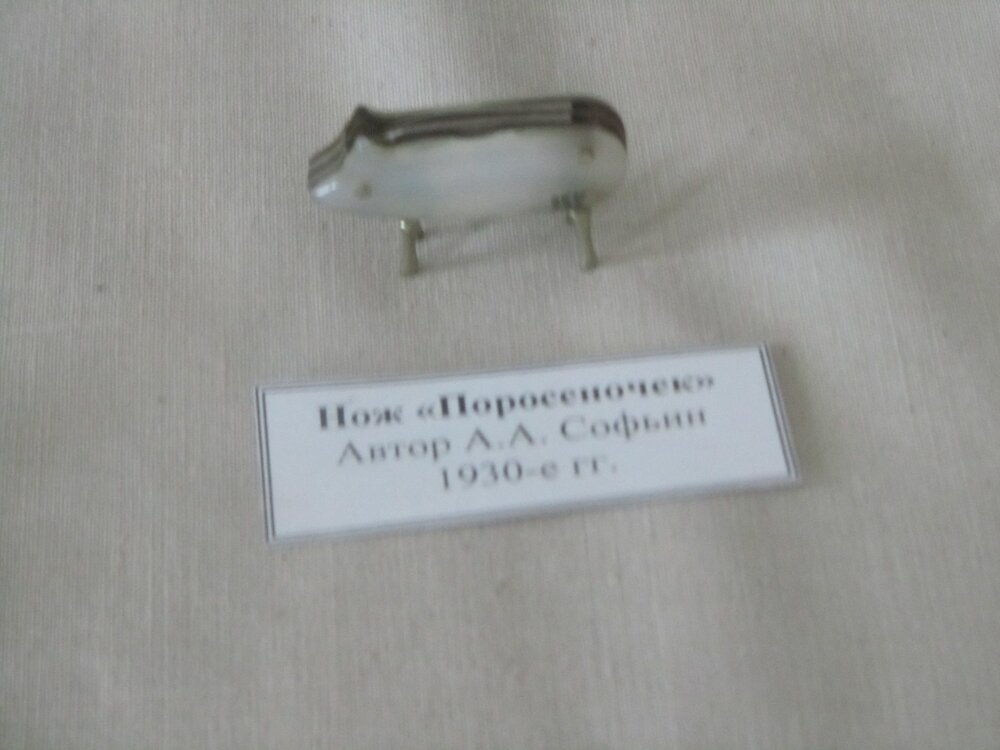 Нож «Поросеночек»
Автор А.А. Софьин
1930-е гг.